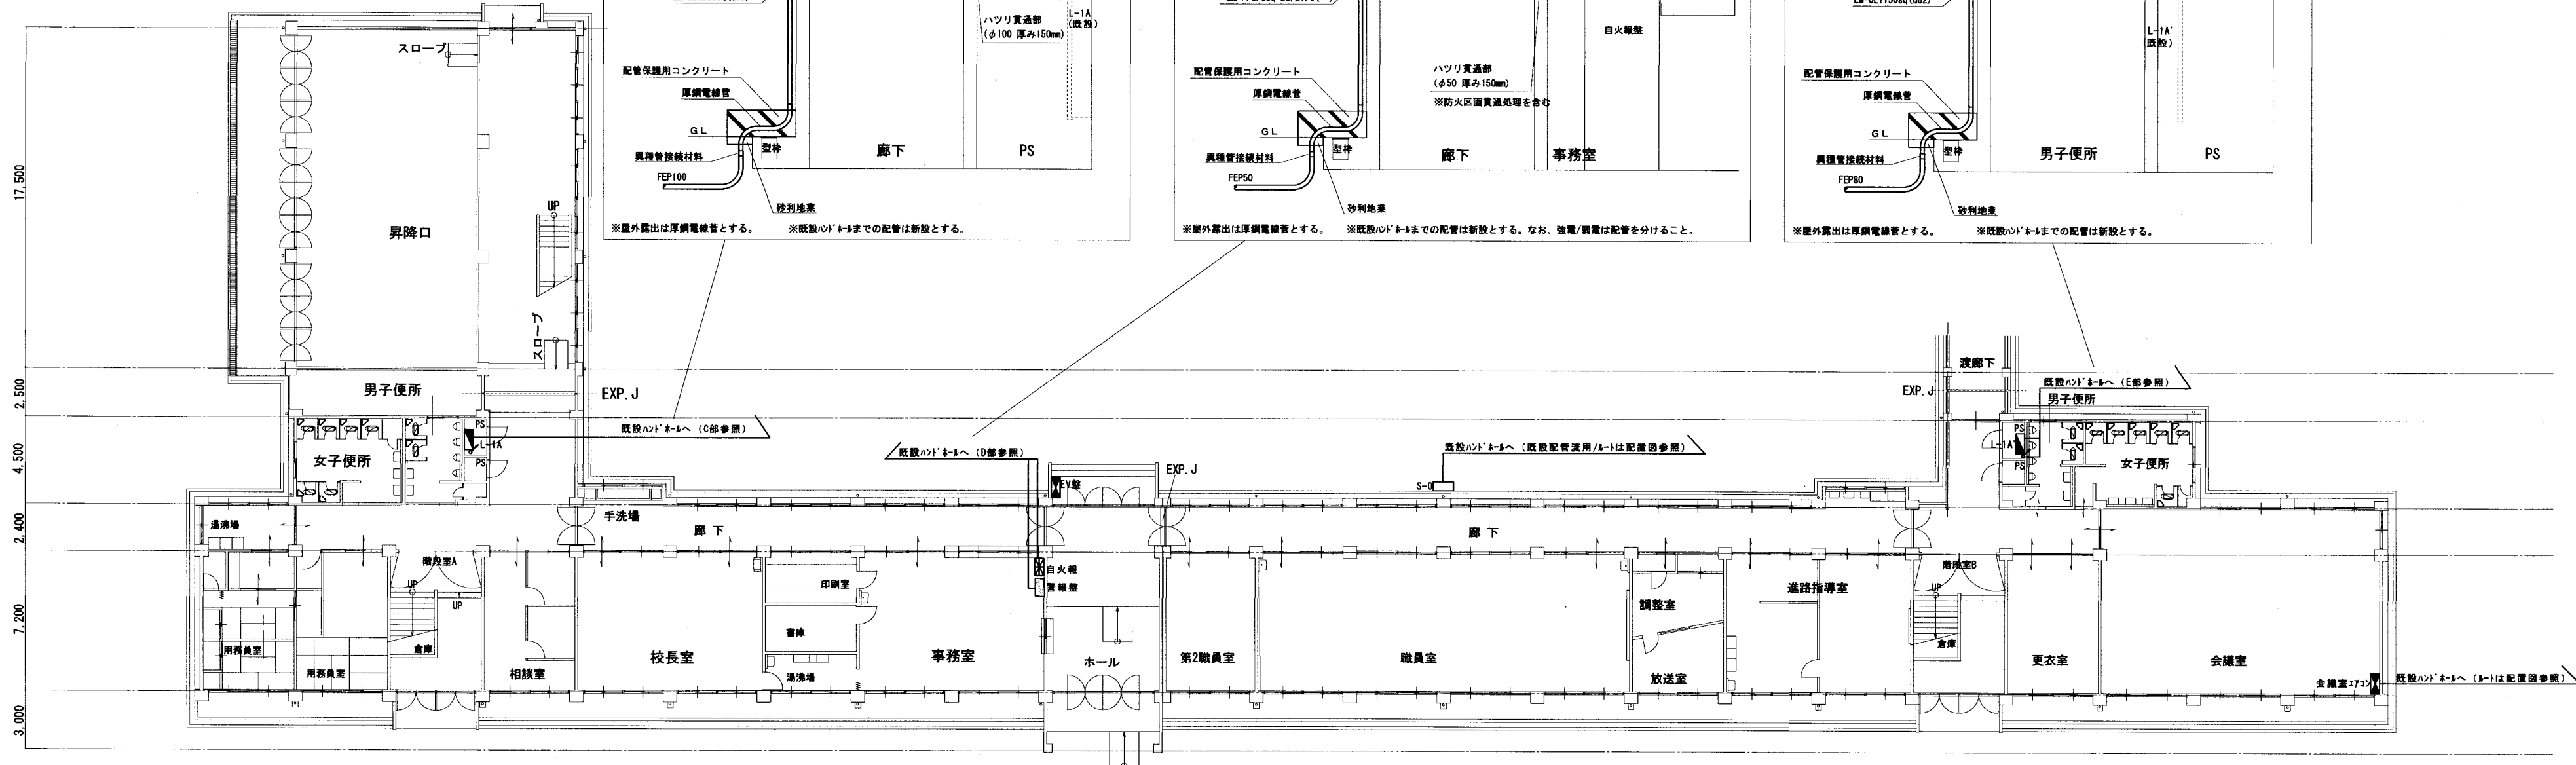 スロープ
UP
昇降口
スロープ
男子便所
EXP.J
女子便所
PS
L-1A
PS
17,500
2,500
4,500
2,400
7,200
3,000
ハツリ貫通部
(φ100 厚み150mm)
L-1A
(既設)
配管保護用コンクリート
厚鋼電線管
GL
型枠
異種管接続材料
FEP100
砂利地業
廊下
PS
※屋外露出は厚鋼電線管とする。
※既設ハンドホールまでの配管は新設とする。
ハツリ貫通部
(φ50 厚み150mm)
※防火区画貫通処理を含む
自火報盤
配管保護用コンクリート
厚鋼電線管
GL
型枠
異種管接続材料
FEP50
砂利地業
廊下
事務室
※屋外露出は厚鋼電線管とする。
※既設ハンドホールまでの配管は新設とする。なお、強電/弱電は配管を分けること。
L-1A'
(既設)
配管保護用コンクリート
厚鋼電線管
GL
型枠
異種管接続材料
FEP80
砂利地業
男子便所
PS
※屋外露出は厚鋼電線管とする。
※既設ハンドホールまでの配管は新設とする。
既設ハンドホールへ (C部参照)
既設ハンドホールへ (D部参照)
既設ハンドホールへ (既設配管流用/ルートは配置図参照)
S-0
EV盤
EXP.J
渡廊下
EXP.J
既設ハンドホールへ (E部参照)
男子便所
PS
L-1A'
PS
女子便所
湯沸場
手洗場
廊下
廊下
階段室A
UP
UP
倉庫
用務員室
用務員室
相談室
校長室
印刷室
書庫
湯沸場
事務室
自火報
警報盤
ホール
第2職員室
職員室
調整室
放送室
進路指導室
階段室B
UP
倉庫
更衣室
会議室
会議室エアコン
既設ハンドホールへ (ルートは配置図参照)